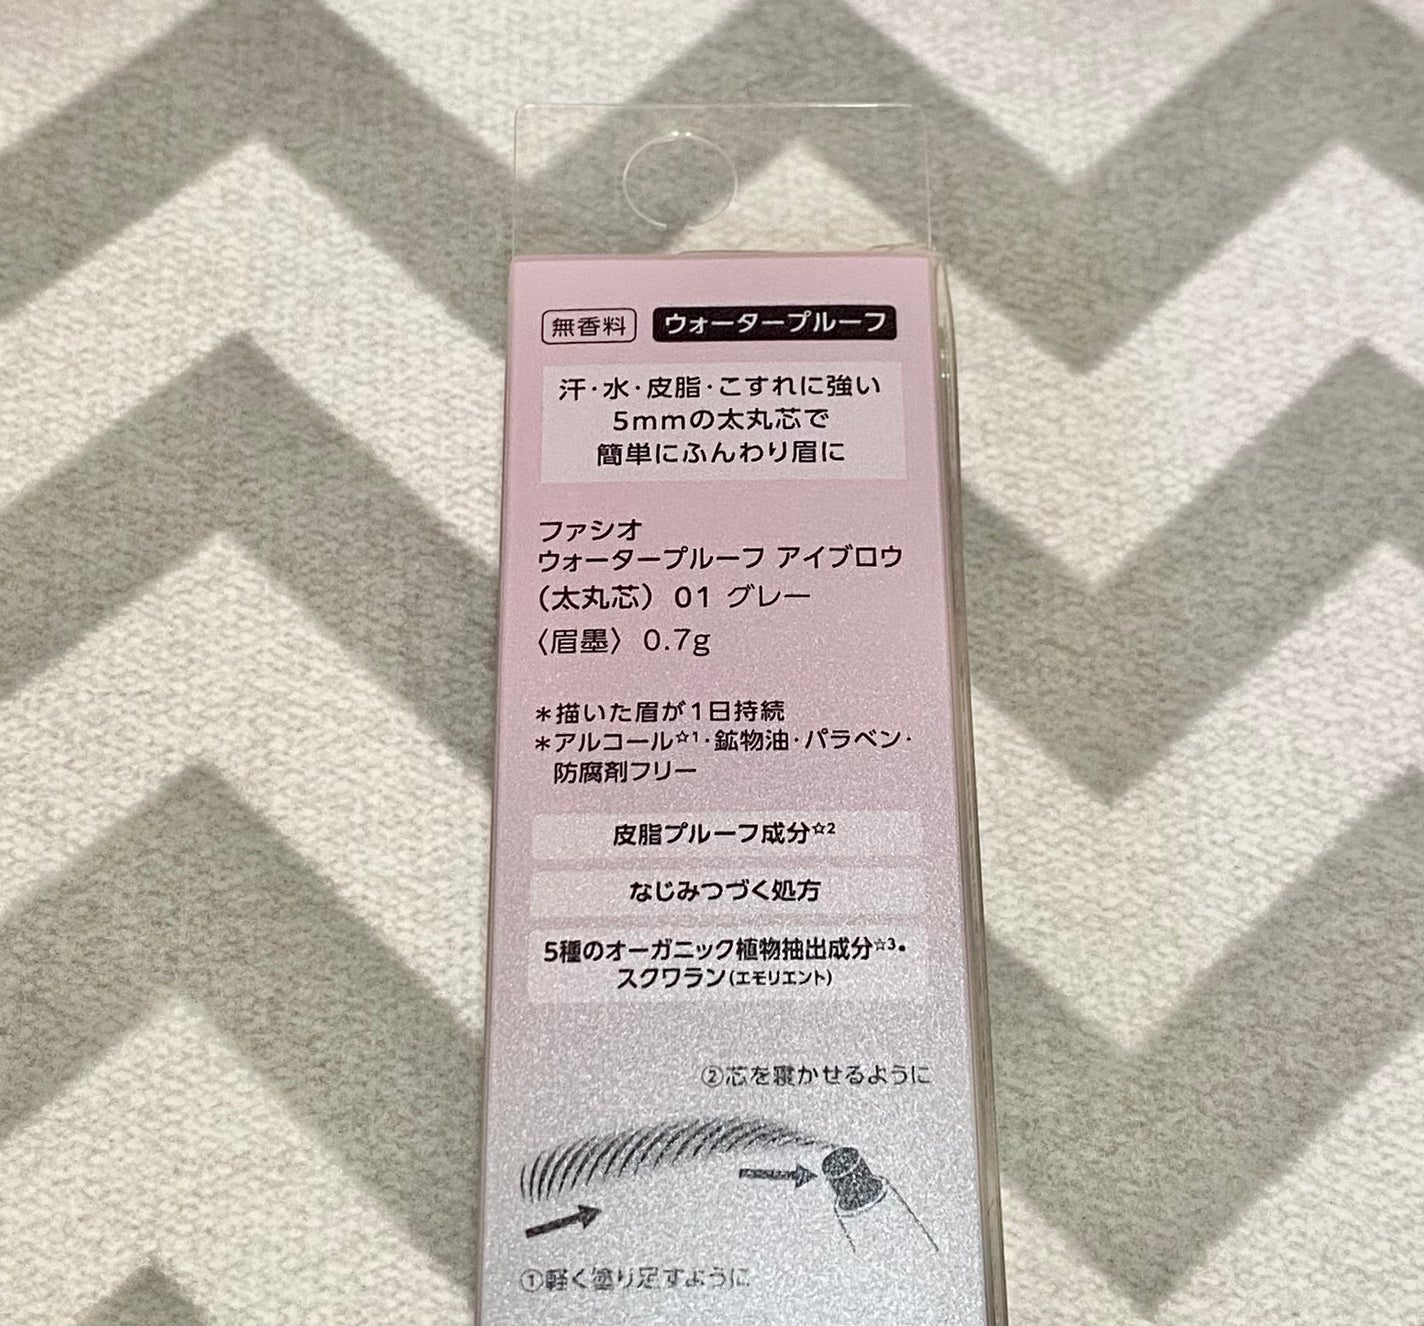 無香料 ウォータープルーフ
汗・水・皮脂・こすれに強い
5mmの太丸芯で
簡単にふんわり眉に
ファシオ
ウォータープルーフ アイブロウ
（太丸芯） 01 グレー
〈眉墨〉 0.7g
＊描いた眉が1日持続
＊アルコール☆1・鉱物油・パラベン・
防腐剤フリー
皮脂プルーフ成分☆2
なじみつづく処方
5種のオーガニック植物抽出成分☆3・
スクワラン(エモリエント)
②芯を寝かせるように
①軽く塗り足すように